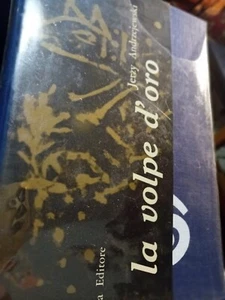 Jerzy Andrzejewski
la volpe d'oro
a Editore